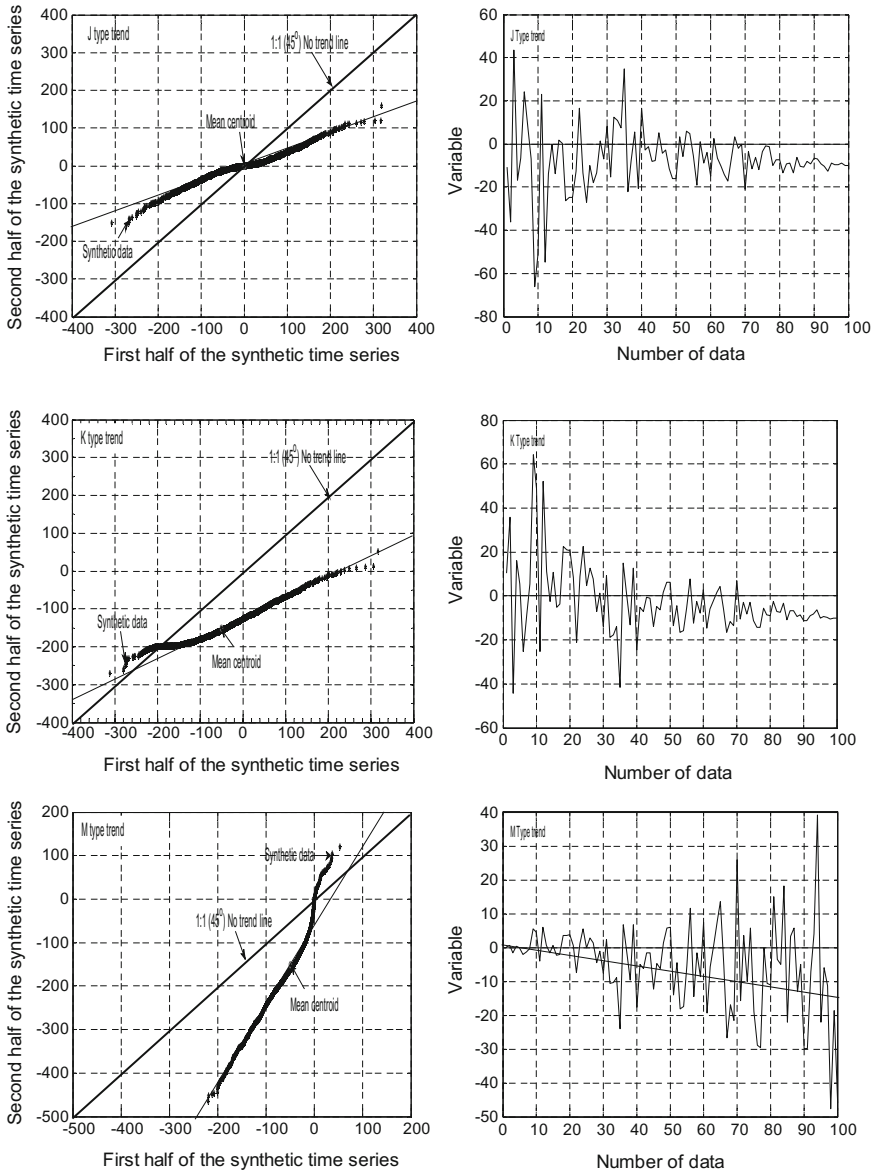 J type trend
1:1 (45⁰) No trend line
Mean centroid
Synthetic data
400
300
200
100
0
-100
-200
-300
-400
-400 -300 -200 -100 0 100 200 300 400
Second half of the synthetic time series
First half of the synthetic time series
J Type trend
60
40
20
0
-20
-40
-60
-80
0 10 20 30 40 50 60 70 80 90 100
Variable
Number of data
K type trend
1:1 (45⁰) No trend line
Synthetic data
Mean centroid
400
300
200
100
0
-100
-200
-300
-400
-400 -300 -200 -100 0 100 200 300 400
Second half of the synthetic time series
First half of the synthetic time series
K Type trend
80
60
40
20
0
-20
-40
-60
0 10 20 30 40 50 60 70 80 90 100
Variable
Number of data
M type trend
Synthetic data
1:1 (45⁰) No trend line
Mean centroid
200
100
0
-100
-200
-300
-400
-500
-500 -400 -300 -200 -100 0 100 200
Second half of the synthetic time series
First half of the synthetic time series
M Type trend
40
30
20
10
0
-10
-20
-30
-40
-50
0 10 20 30 40 50 60 70 80 90 100
Variable
Number of data